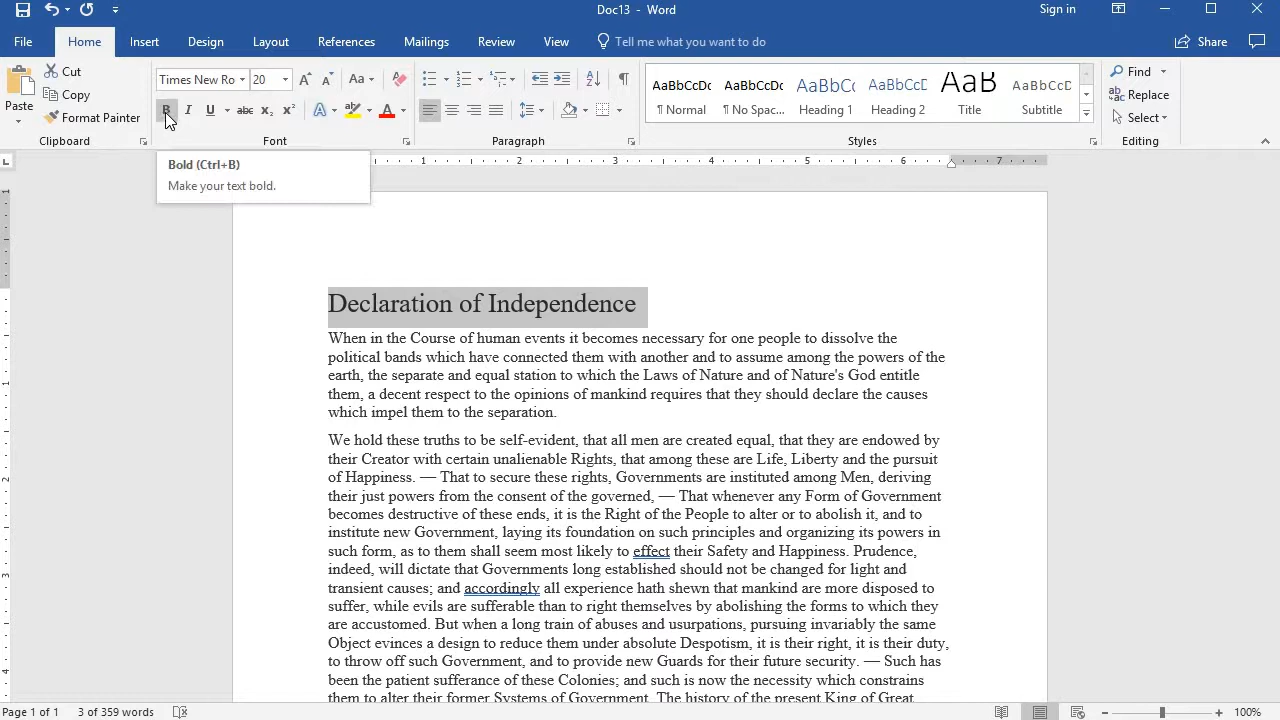 Doc13 - Word
Sign in
File Home Insert Design Layout References Mailings Review View Tell me what you want to do Share
Paste
Cut
Copy
Format Painter
Clipboard
Times New Ro 20 Aa
B I U abc x₂ x² A ab A
Font
Paragraph
AaBbCcDc AaBbCcDc AaBbCc AaBbCcD AaB AaBbCcD
¶ Normal ¶ No Spac... Heading 1 Heading 2 Title Subtitle
Styles
Find
Replace
Select
Editing
Bold (Ctrl+B)
Make your text bold.
1 2 3 4 5 6 7
Declaration of Independence
When in the Course of human events it becomes necessary for one people to dissolve the
political bands which have connected them with another and to assume among the powers of the
earth, the separate and equal station to which the Laws of Nature and of Nature's God entitle
them, a decent respect to the opinions of mankind requires that they should declare the causes
which impel them to the separation.
We hold these truths to be self-evident, that all men are created equal, that they are endowed by
their Creator with certain unalienable Rights, that among these are Life, Liberty and the pursuit
of Happiness. — That to secure these rights, Governments are instituted among Men, deriving
their just powers from the consent of the governed, — That whenever any Form of Government
becomes destructive of these ends, it is the Right of the People to alter or to abolish it, and to
institute new Government, laying its foundation on such principles and organizing its powers in
such form, as to them shall seem most likely to effect their Safety and Happiness. Prudence,
indeed, will dictate that Governments long established should not be changed for light and
transient causes; and accordingly all experience hath shewn that mankind are more disposed to
suffer, while evils are sufferable than to right themselves by abolishing the forms to which they
are accustomed. But when a long train of abuses and usurpations, pursuing invariably the same
Object evinces a design to reduce them under absolute Despotism, it is their right, it is their duty,
to throw off such Government, and to provide new Guards for their future security. — Such has
been the patient sufferance of these Colonies; and such is now the necessity which constrains
them to alter their former Systems of Government. The history of the present King of Great
Page 1 of 1 3 of 359 words 100%